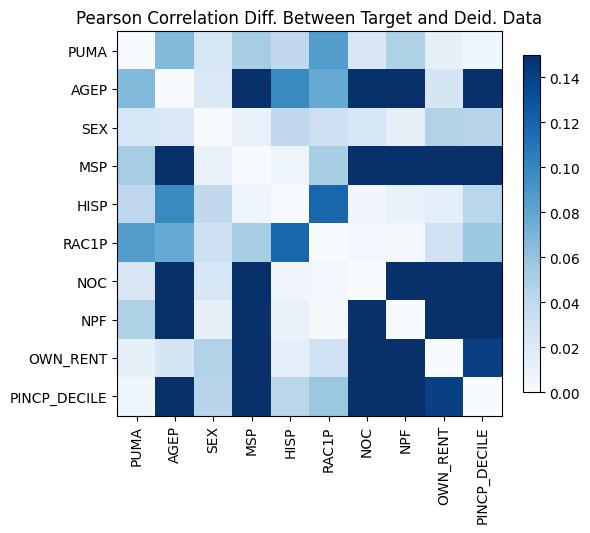 Pearson Correlation Diff. Between Target and Deid. Data
PUMA
AGEP
SEX
MSP
HISP
RAC1P
NOC
NPF
OWN_RENT
PINCP_DECILE
PUMA
AGEP
SEX
MSP
HISP
RAC1P
NOC
NPF
OWN_RENT
PINCP_DECILE
0.14
0.12
0.10
0.08
0.06
0.04
0.02
0.00